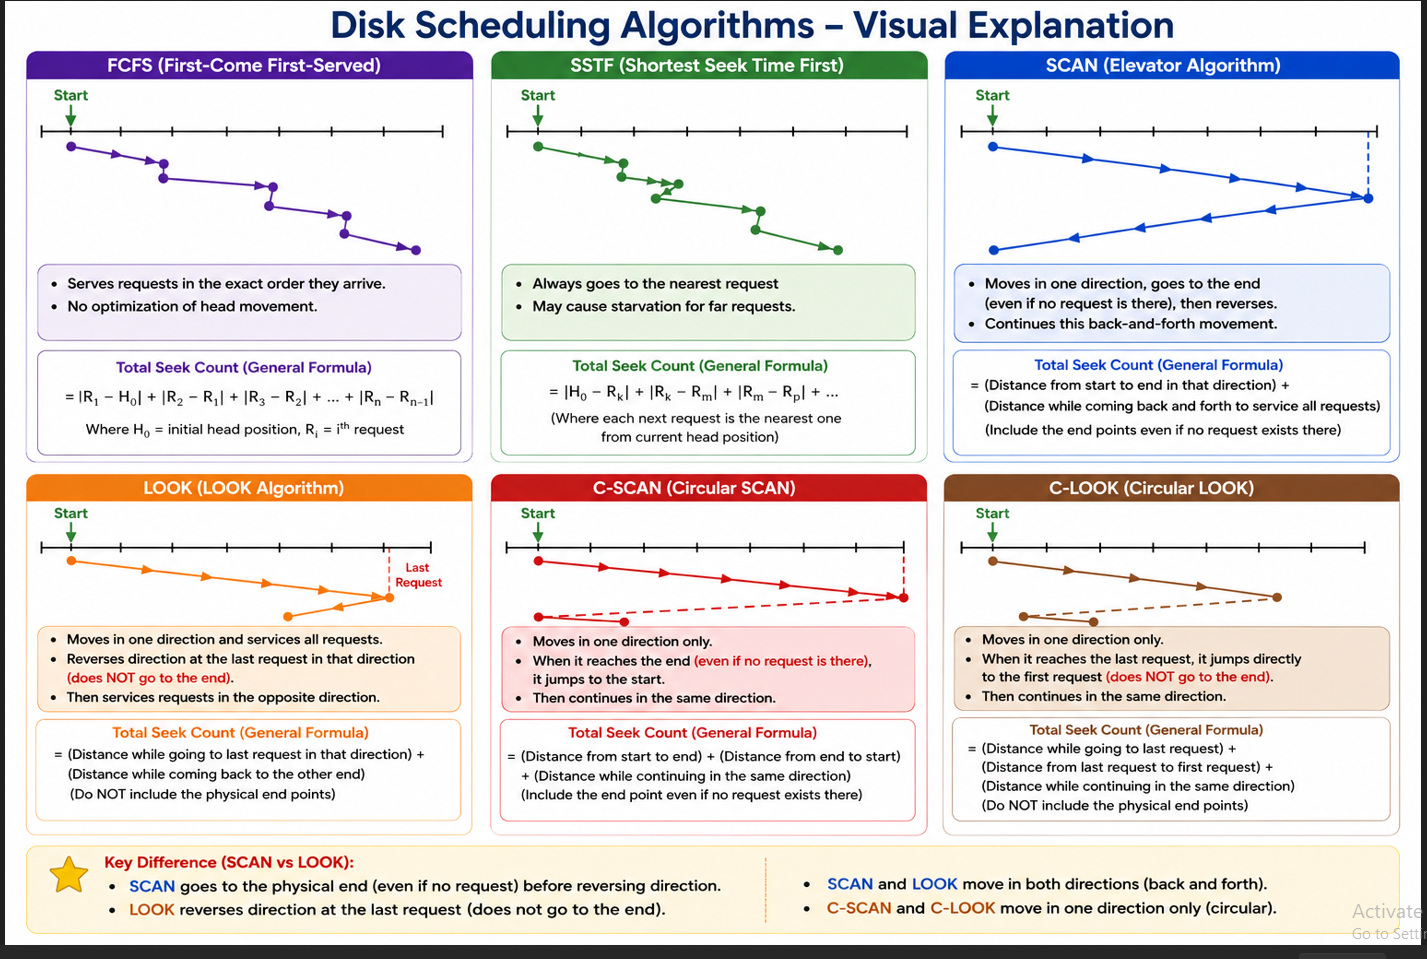 Disk Scheduling Algorithms – Visual Explanation
FCFS (First-Come First-Served)
Start
• Serves requests in the exact order they arrive.
• No optimization of head movement.
Total Seek Count (General Formula)
= |R₁ − H₀| + |R₂ − R₁| + |R₃ − R₂| + ... + |Rₙ − Rₙ₋₁|
Where H₀ = initial head position, Rᵢ = iᵗʰ request
SSTF (Shortest Seek Time First)
Start
• Always goes to the nearest request
• May cause starvation for far requests.
Total Seek Count (General Formula)
= |H₀ − Rₖ| + |Rₖ − Rₘ| + |Rₘ − Rₚ| + ...
(Where each next request is the nearest one
from current head position)
SCAN (Elevator Algorithm)
Start
• Moves in one direction, goes to the end
(even if no request is there), then reverses.
• Continues this back-and-forth movement.
Total Seek Count (General Formula)
= (Distance from start to end in that direction) +
(Distance while coming back and forth to service all requests)
(Include the end points even if no request exists there)
LOOK (LOOK Algorithm)
Start
Last
Request
• Moves in one direction and services all requests.
• Reverses direction at the last request in that direction
(does NOT go to the end).
• Then services requests in the opposite direction.
Total Seek Count (General Formula)
= (Distance while going to last request in that direction) +
(Distance while coming back to the other end)
(Do NOT include the physical end points)
C-SCAN (Circular SCAN)
Start
• Moves in one direction only.
• When it reaches the end (even if no request is there),
it jumps to the start.
• Then continues in the same direction.
Total Seek Count (General Formula)
= (Distance from start to end) + (Distance from end to start)
+ (Distance while continuing in the same direction)
(Include the end point even if no request exists there)
C-LOOK (Circular LOOK)
Start
• Moves in one direction only.
• When it reaches the last request, it jumps directly
to the first request (does NOT go to the end).
• Then continues in the same direction.
Total Seek Count (General Formula)
= (Distance while going to last request) +
(Distance from last request to first request) +
(Distance while continuing in the same direction)
(Do NOT include the physical end points)
Key Difference (SCAN vs LOOK):
• SCAN goes to the physical end (even if no request) before reversing direction.
• LOOK reverses direction at the last request (does not go to the end).
• SCAN and LOOK move in both directions (back and forth).
• C-SCAN and C-LOOK move in one direction only (circular).
Activate
Go to